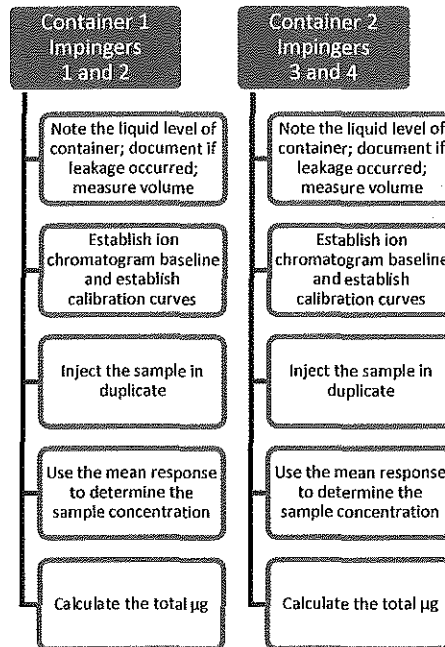 Container 1
Impingers
1 and 2
Note the liquid level of
container; document if
leakage occurred;
measure volume
Establish ion
chromatogram baseline
and establish
calibration curves
Inject the sample in
duplicate
Use the mean response
to determine the
sample concentration
Calculate the total µg
Container 2
Impingers
3 and 4
Note the liquid level of
container; document if
leakage occurred;
measure volume
Establish ion
chromatogram baseline
and establish
calibration curves
Inject the sample in
duplicate
Use the mean response
to determine the
sample concentration
Calculate the total µg